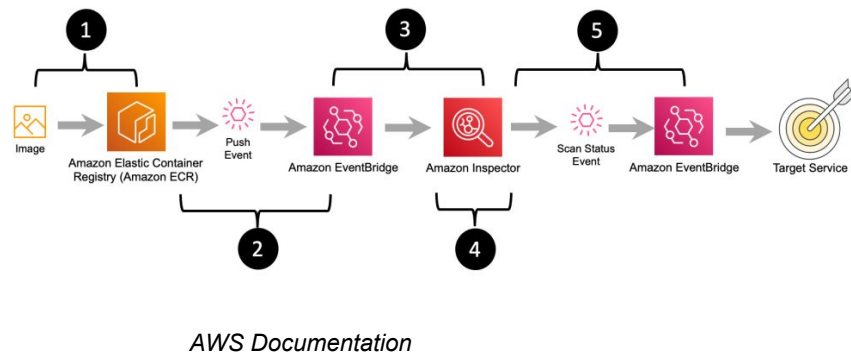 1
3
5
Image
Amazon Elastic Container
Registry (Amazon ECR)
Push
Event
Amazon EventBridge
Amazon Inspector
Scan Status
Event
Amazon EventBridge
Target Service
2
4
AWS Documentation